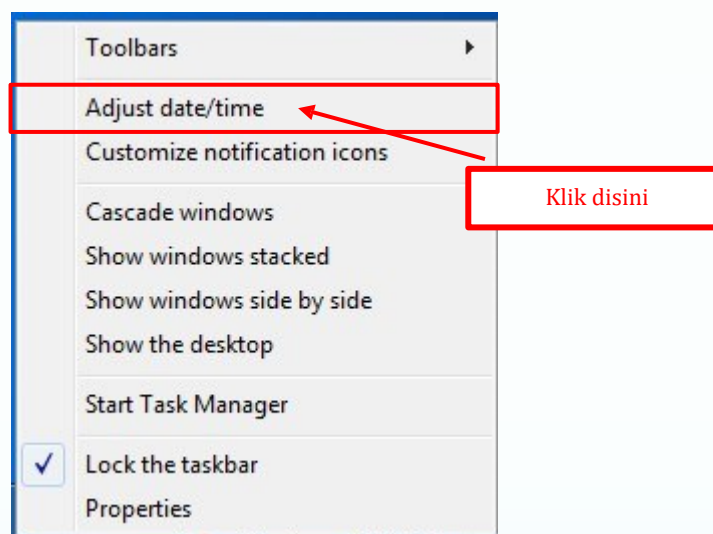 Toolbars
Adjust date/time
Customize notification icons
Klik disini
Cascade windows
Show windows stacked
Show windows side by side
Show the desktop
Start Task Manager
Lock the taskbar
Properties